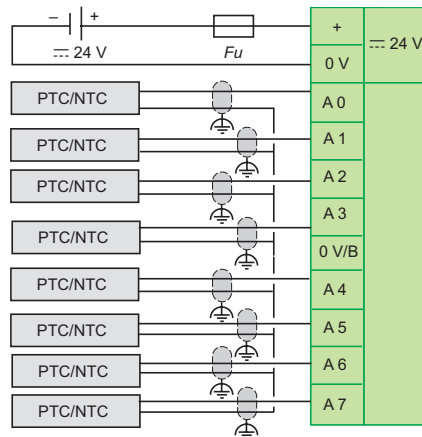 – +
+
⎓ 24 V
⎓ 24 V
Fu
0 V
PTC/NTC
A 0
PTC/NTC
A 1
PTC/NTC
A 2
PTC/NTC
A 3
0 V/B
PTC/NTC
A 4
PTC/NTC
A 5
PTC/NTC
A 6
PTC/NTC
A 7